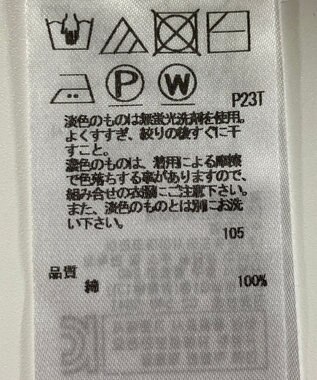 P W
P23T
淡色のものは無蛍光洗剤を使用。
よくすすぎ、絞りの後すぐに干
すこと。
濃色のものは、着用による摩擦
で色落ちする事がありますので、
組み合せの衣服にご注意下さい。
また、淡色のものとは別にお洗
い下さい。
105
品質
綿 100%